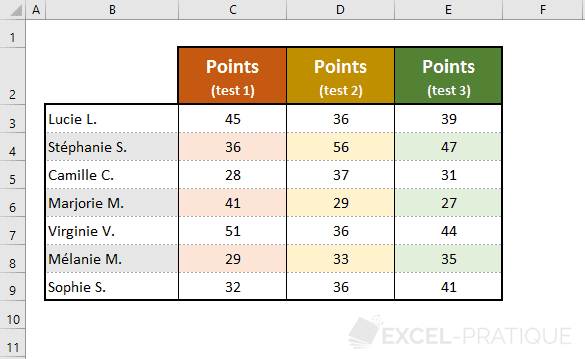 A B C D E F
1
Points Points Points
2 (test 1) (test 2) (test 3)
3 Lucie L. 45 36 39
4 Stéphanie S. 36 56 47
5 Camille C. 28 37 31
6 Marjorie M. 41 29 27
7 Virginie V. 51 36 44
8 Mélanie M. 29 33 35
9 Sophie S. 32 36 41
10
EXCEL-PRATIQUE
11